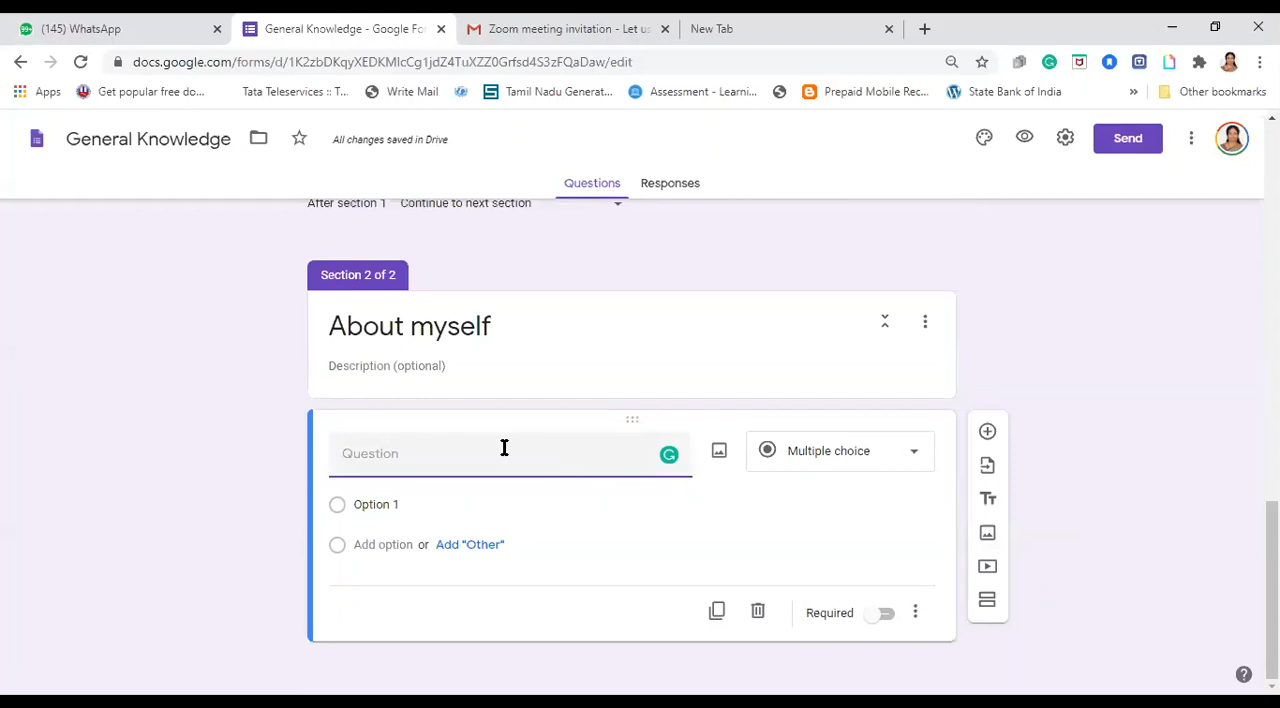 99+ (145) WhatsApp
General Knowledge - Google Fo
Zoom meeting invitation - Let us
New Tab
docs.google.com/forms/d/
/edit
Apps
Get popular free do...
Tata Teleservices :: T...
Write Mail
Tamil Nadu Generat...
Assessment - Learni...
Prepaid Mobile Rec...
State Bank of India
»
Other bookmarks
General Knowledge
All changes saved in Drive
Send
Questions
Responses
After section 1 Continue to next section
Section 2 of 2
About myself
Description (optional)
Question
Multiple choice
Option 1
Add option or Add "Other"
Required